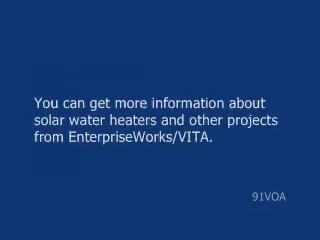 You can get more information about
solar water heaters and other projects
from EnterpriseWorks/VITA.
91VOA